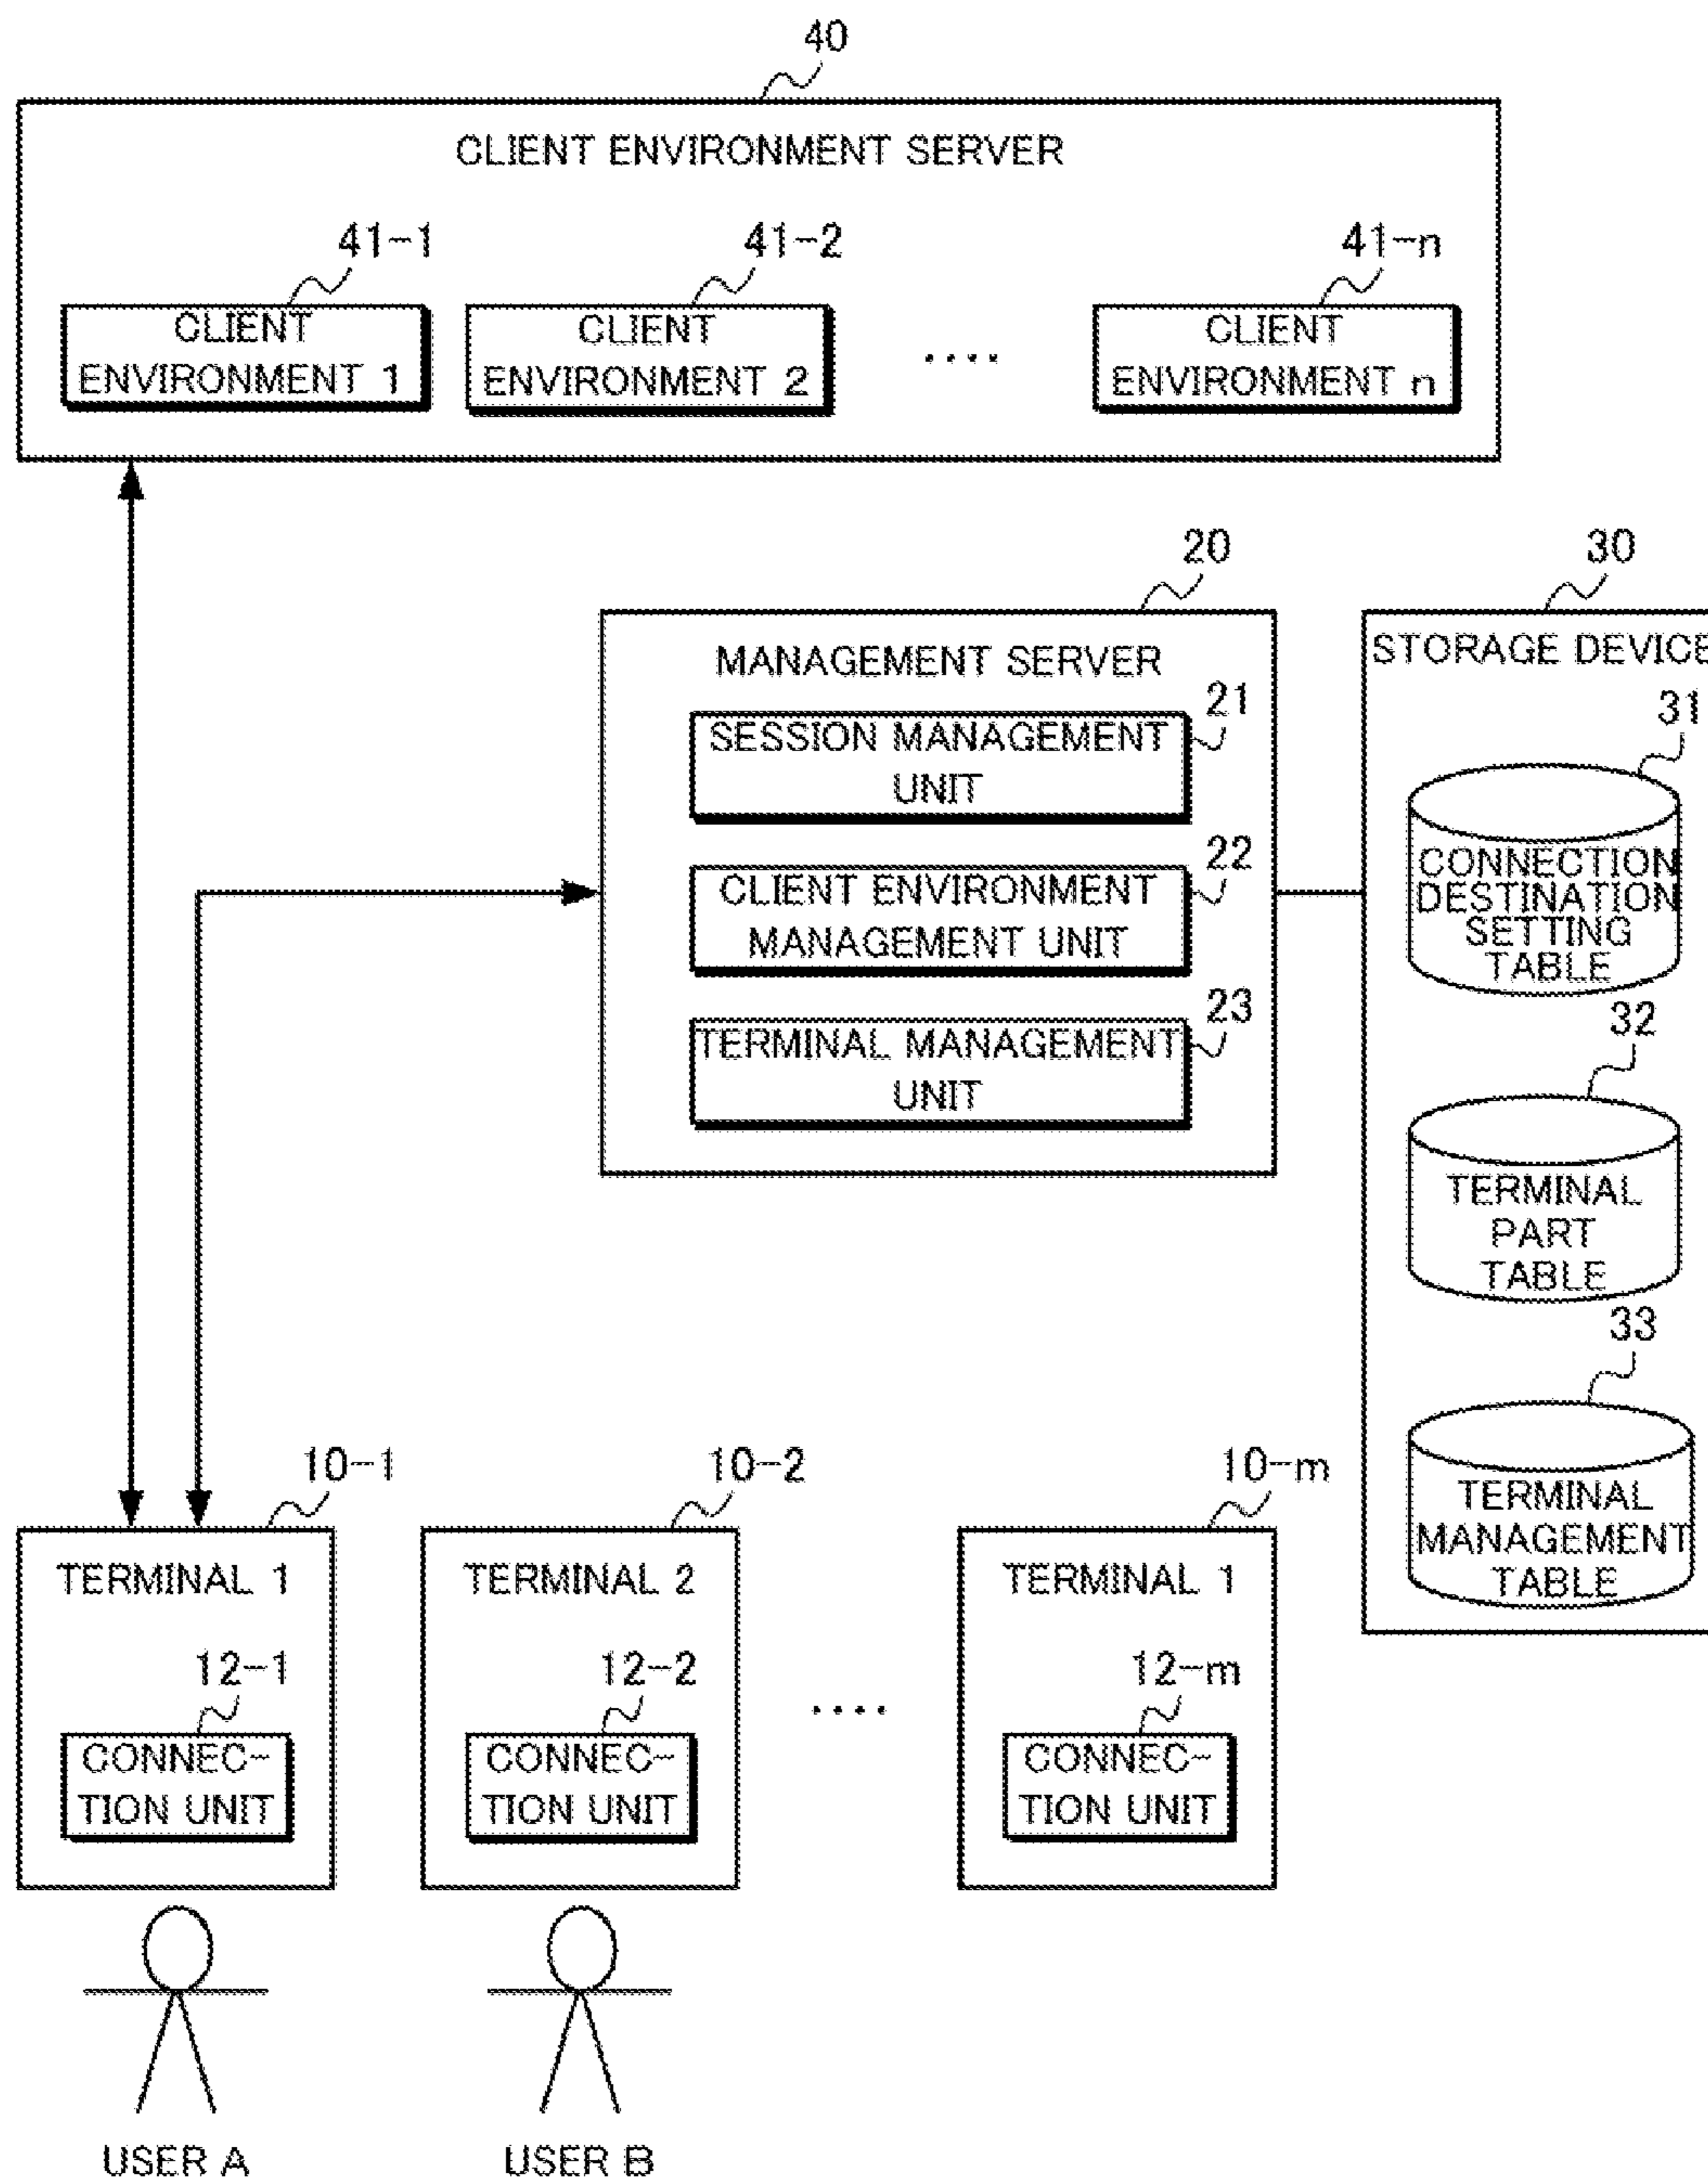 40
CLIENT ENVIRONMENT SERVER
41-1
41-2
41-n
CLIENT
ENVIRONMENT 1
CLIENT
ENVIRONMENT 2
....
CLIENT
ENVIRONMENT n
20
30
MANAGEMENT SERVER
STORAGE DEVICE
21
SESSION MANAGEMENT
UNIT
22
CLIENT ENVIRONMENT
MANAGEMENT UNIT
23
TERMINAL MANAGEMENT
UNIT
31
CONNECTION
DESTINATION
SETTING
TABLE
32
TERMINAL
PART
TABLE
33
TERMINAL
MANAGEMENT
TABLE
10-1
10-2
10-m
TERMINAL 1
TERMINAL 2
TERMINAL 1
12-1
12-2
12-m
CONNEC-
TION UNIT
CONNEC-
TION UNIT
....
CONNEC-
TION UNIT
USER A
USER B